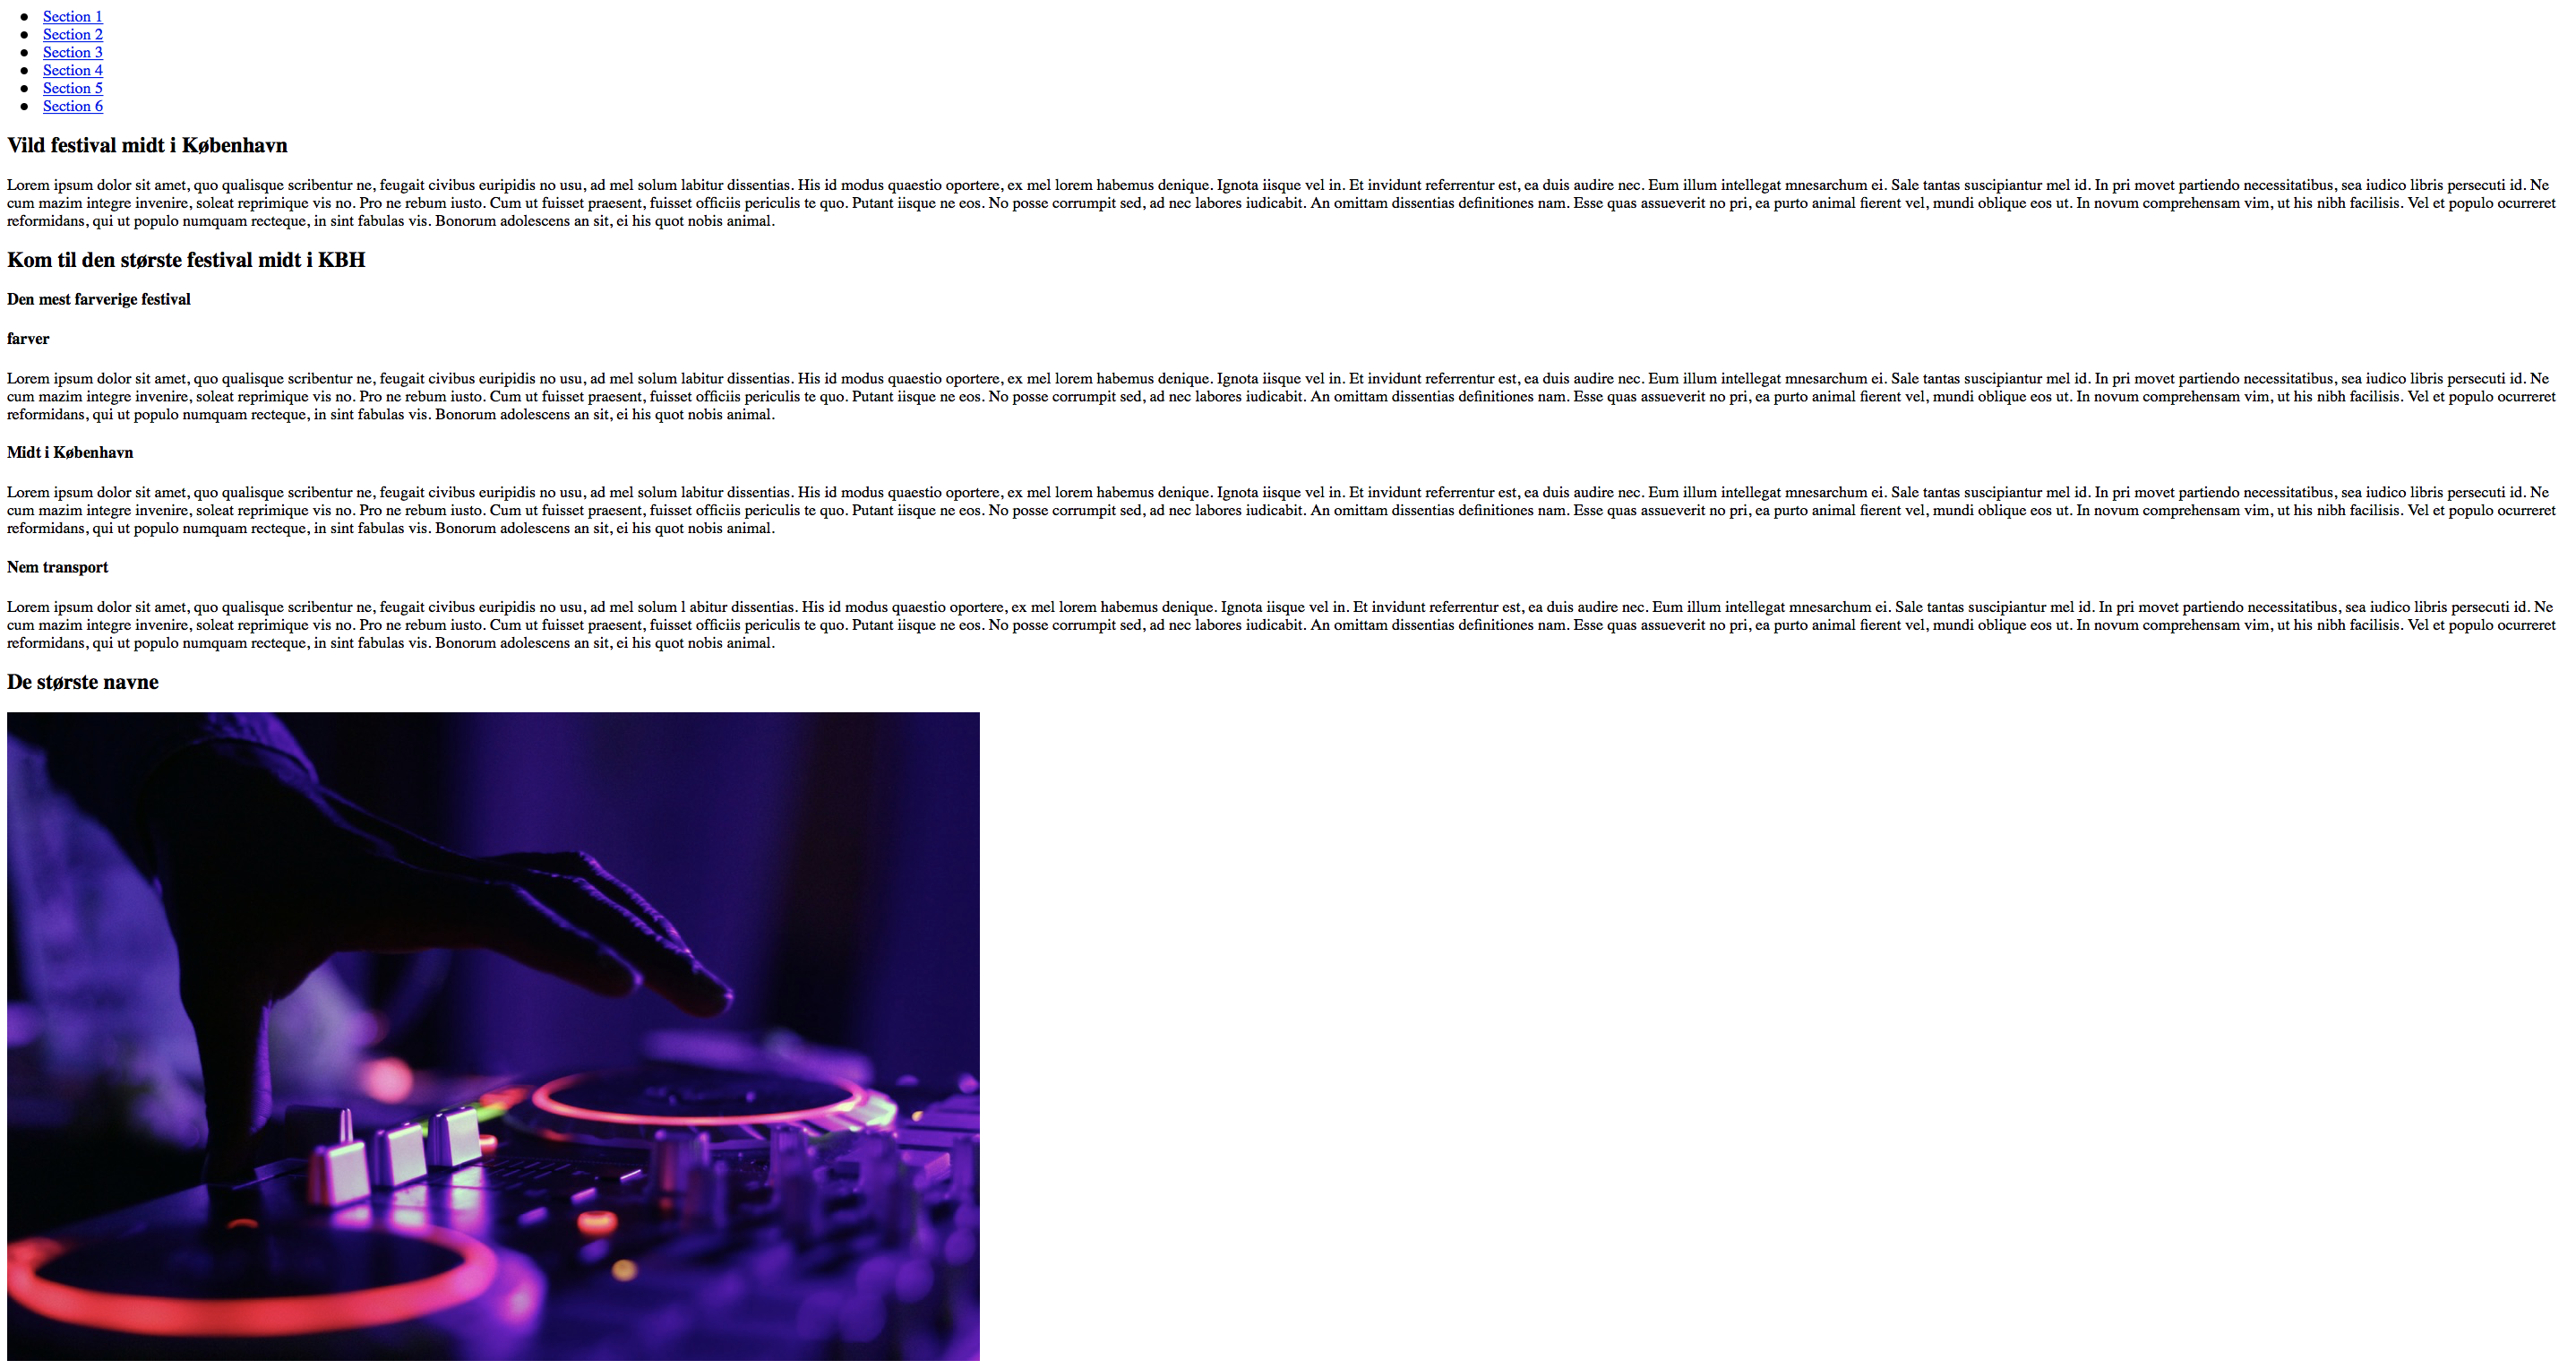 Section 1
Section 2
Section 3
Section 4
Section 5
Section 6
Vild festival midt i København
Lorem ipsum dolor sit amet, quo qualisque scribentur ne, feugait civibus euripidis no usu, ad mel solum labitur dissentias. His id modus quaestio oportere, ex mel lorem habemus denique. Ignota iisque vel in. Et invidunt referrentur est, ea duis audire nec. Eum illum intellegat mnesarchum ei. Sale tantas suscipiantur mel id. In pri movet partiendo necessitatibus, sea iudico libris persecuti id. Ne
cum mazim integre invenire, soleat reprimique vis no. Pro ne rebum iusto. Cum ut fuisset praesent, fuisset officiis periculis te quo. Putant iisque ne eos. No posse corrumpit sed, ad nec labores iudicabit. An omittam dissentias definitiones nam. Esse quas assueverit no pri, ea purto animal fierent vel, mundi oblique eos ut. In novum comprehensam vim, ut his nibh facilisis. Vel et populo ocurreret
reformidans, qui ut populo numquam recteque, in sint fabulas vis. Bonorum adolescens an sit, ei his quot nobis animal.
Kom til den største festival midt i KBH
Den mest farverige festival
farver
Lorem ipsum dolor sit amet, quo qualisque scribentur ne, feugait civibus euripidis no usu, ad mel solum labitur dissentias. His id modus quaestio oportere, ex mel lorem habemus denique. Ignota iisque vel in. Et invidunt referrentur est, ea duis audire nec. Eum illum intellegat mnesarchum ei. Sale tantas suscipiantur mel id. In pri movet partiendo necessitatibus, sea iudico libris persecuti id. Ne
cum mazim integre invenire, soleat reprimique vis no. Pro ne rebum iusto. Cum ut fuisset praesent, fuisset officiis periculis te quo. Putant iisque ne eos. No posse corrumpit sed, ad nec labores iudicabit. An omittam dissentias definitiones nam. Esse quas assueverit no pri, ea purto animal fierent vel, mundi oblique eos ut. In novum comprehensam vim, ut his nibh facilisis. Vel et populo ocurreret
reformidans, qui ut populo numquam recteque, in sint fabulas vis. Bonorum adolescens an sit, ei his quot nobis animal.
Midt i København
Lorem ipsum dolor sit amet, quo qualisque scribentur ne, feugait civibus euripidis no usu, ad mel solum labitur dissentias. His id modus quaestio oportere, ex mel lorem habemus denique. Ignota iisque vel in. Et invidunt referrentur est, ea duis audire nec. Eum illum intellegat mnesarchum ei. Sale tantas suscipiantur mel id. In pri movet partiendo necessitatibus, sea iudico libris persecuti id. Ne
cum mazim integre invenire, soleat reprimique vis no. Pro ne rebum iusto. Cum ut fuisset praesent, fuisset officiis periculis te quo. Putant iisque ne eos. No posse corrumpit sed, ad nec labores iudicabit. An omittam dissentias definitiones nam. Esse quas assueverit no pri, ea purto animal fierent vel, mundi oblique eos ut. In novum comprehensam vim, ut his nibh facilisis. Vel et populo ocurreret
reformidans, qui ut populo numquam recteque, in sint fabulas vis. Bonorum adolescens an sit, ei his quot nobis animal.
Nem transport
Lorem ipsum dolor sit amet, quo qualisque scribentur ne, feugait civibus euripidis no usu, ad mel solum l abitur dissentias. His id modus quaestio oportere, ex mel lorem habemus denique. Ignota iisque vel in. Et invidunt referrentur est, ea duis audire nec. Eum illum intellegat mnesarchum ei. Sale tantas suscipiantur mel id. In pri movet partiendo necessitatibus, sea iudico libris persecuti id. Ne
cum mazim integre invenire, soleat reprimique vis no. Pro ne rebum iusto. Cum ut fuisset praesent, fuisset officiis periculis te quo. Putant iisque ne eos. No posse corrumpit sed, ad nec labores iudicabit. An omittam dissentias definitiones nam. Esse quas assueverit no pri, ea purto animal fierent vel, mundi oblique eos ut. In novum comprehensam vim, ut his nibh facilisis. Vel et populo ocurreret
reformidans, qui ut populo numquam recteque, in sint fabulas vis. Bonorum adolescens an sit, ei his quot nobis animal.
De største navne